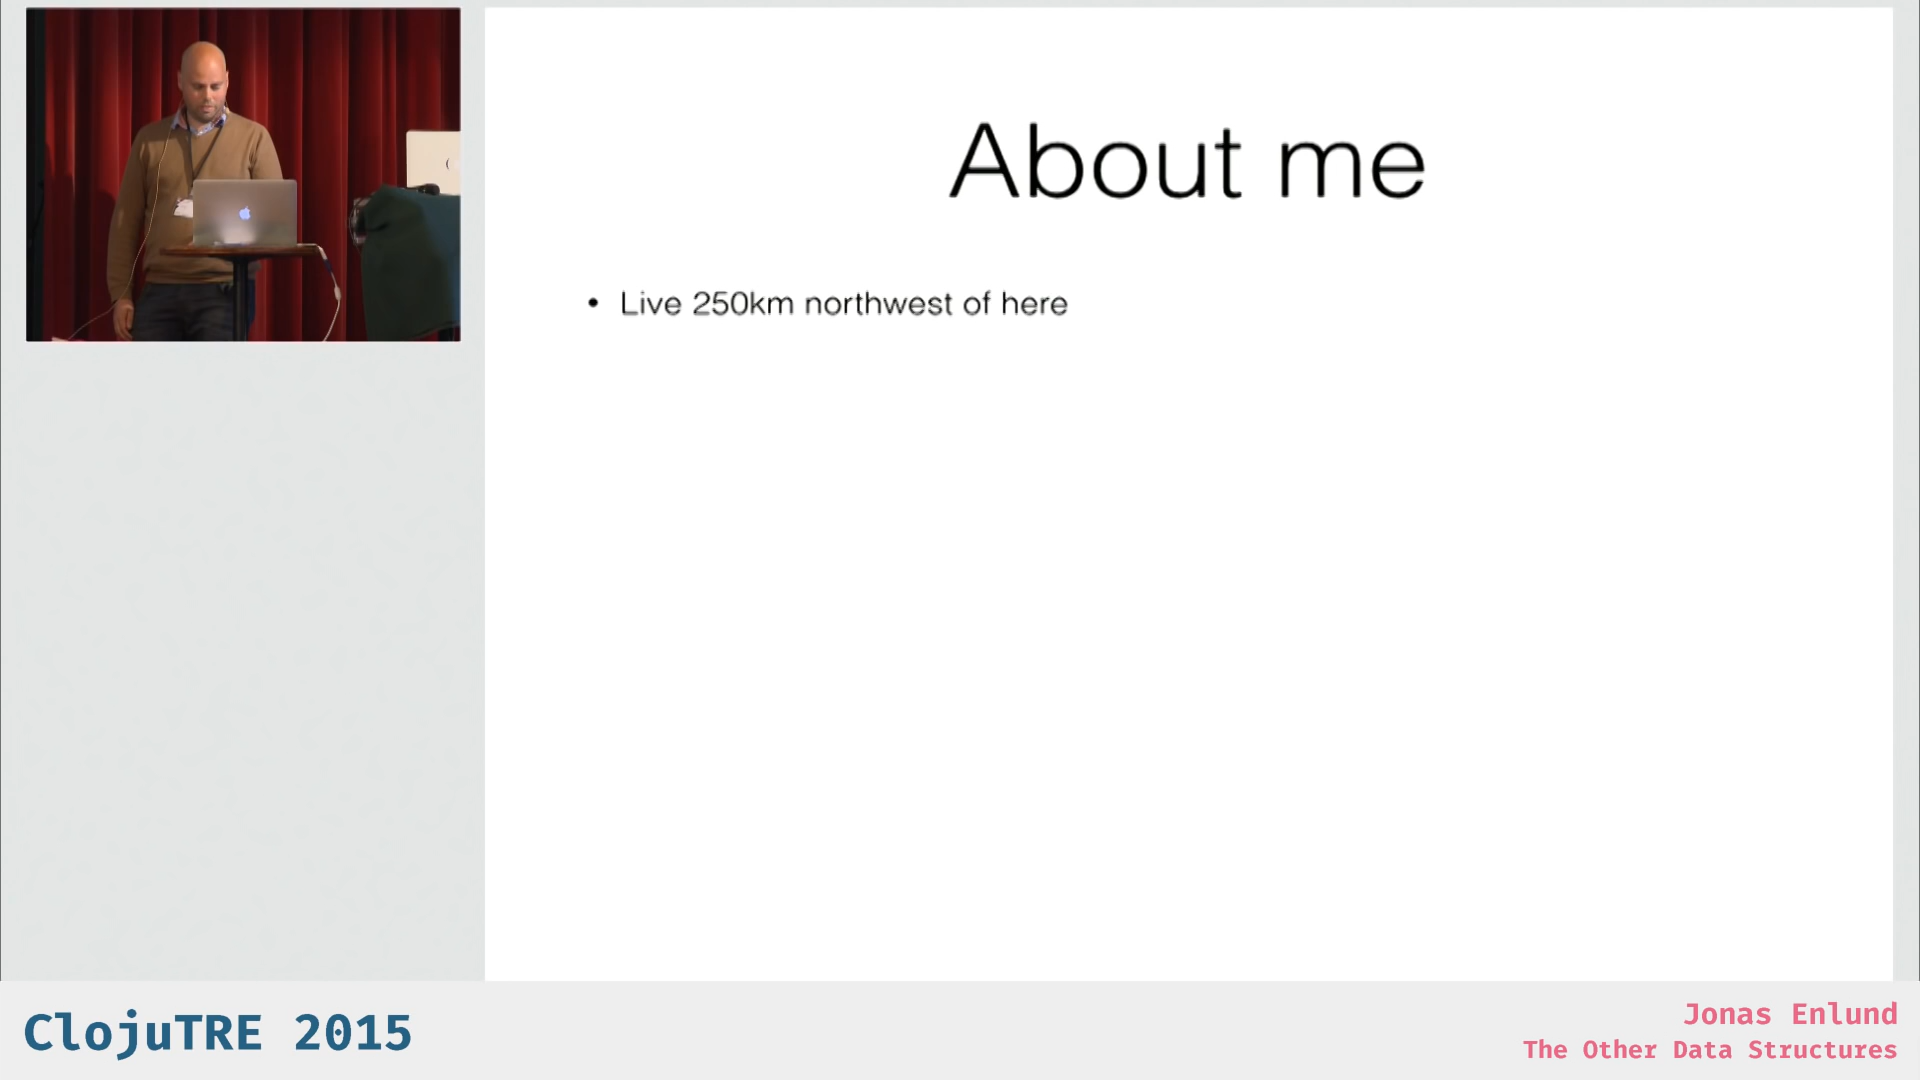 About me
• Live 250km northwest of here
ClojuTRE 2015
Jonas Enlund
The Other Data Structures